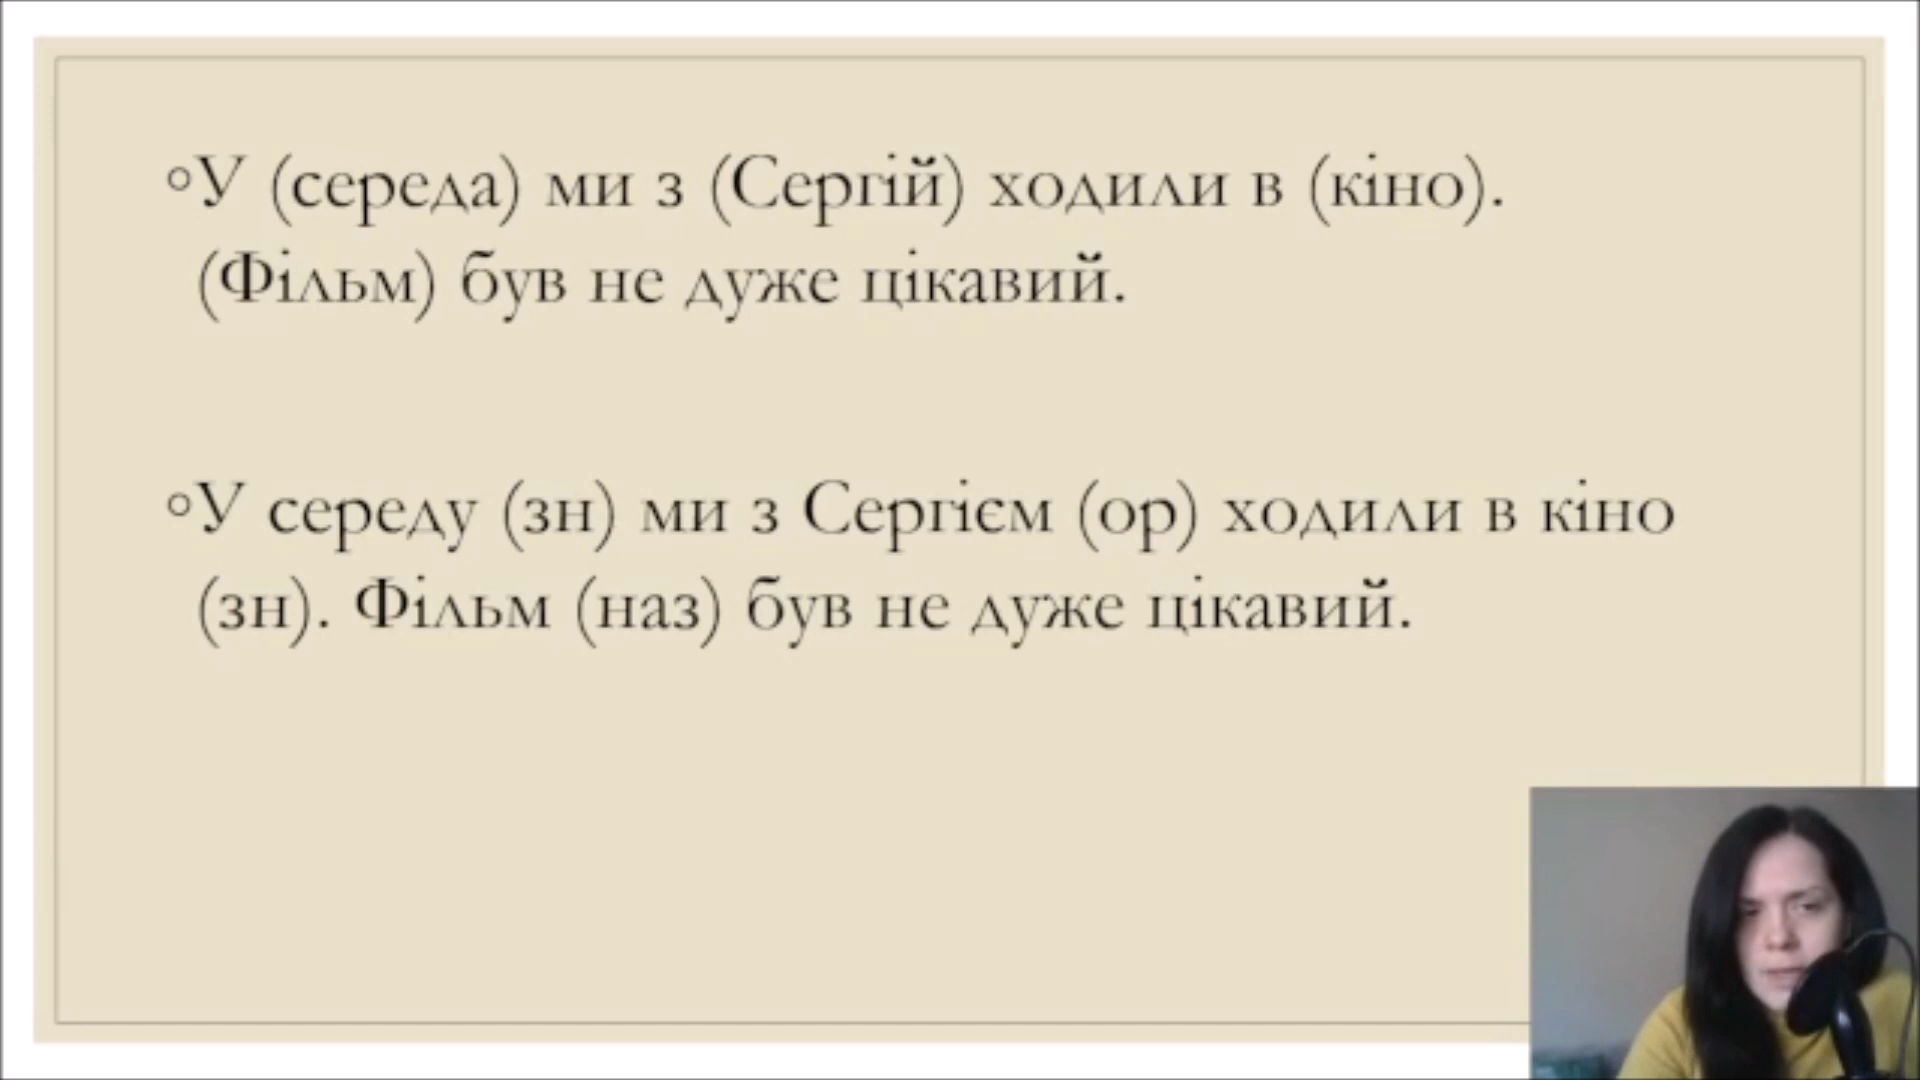 ◦У (середа) ми з (Сергій) ходили в (кіно).
(Фільм) був не дуже цікавий.
◦У середу (зн) ми з Сергієм (ор) ходили в кіно
(зн). Фільм (наз) був не дуже цікавий.